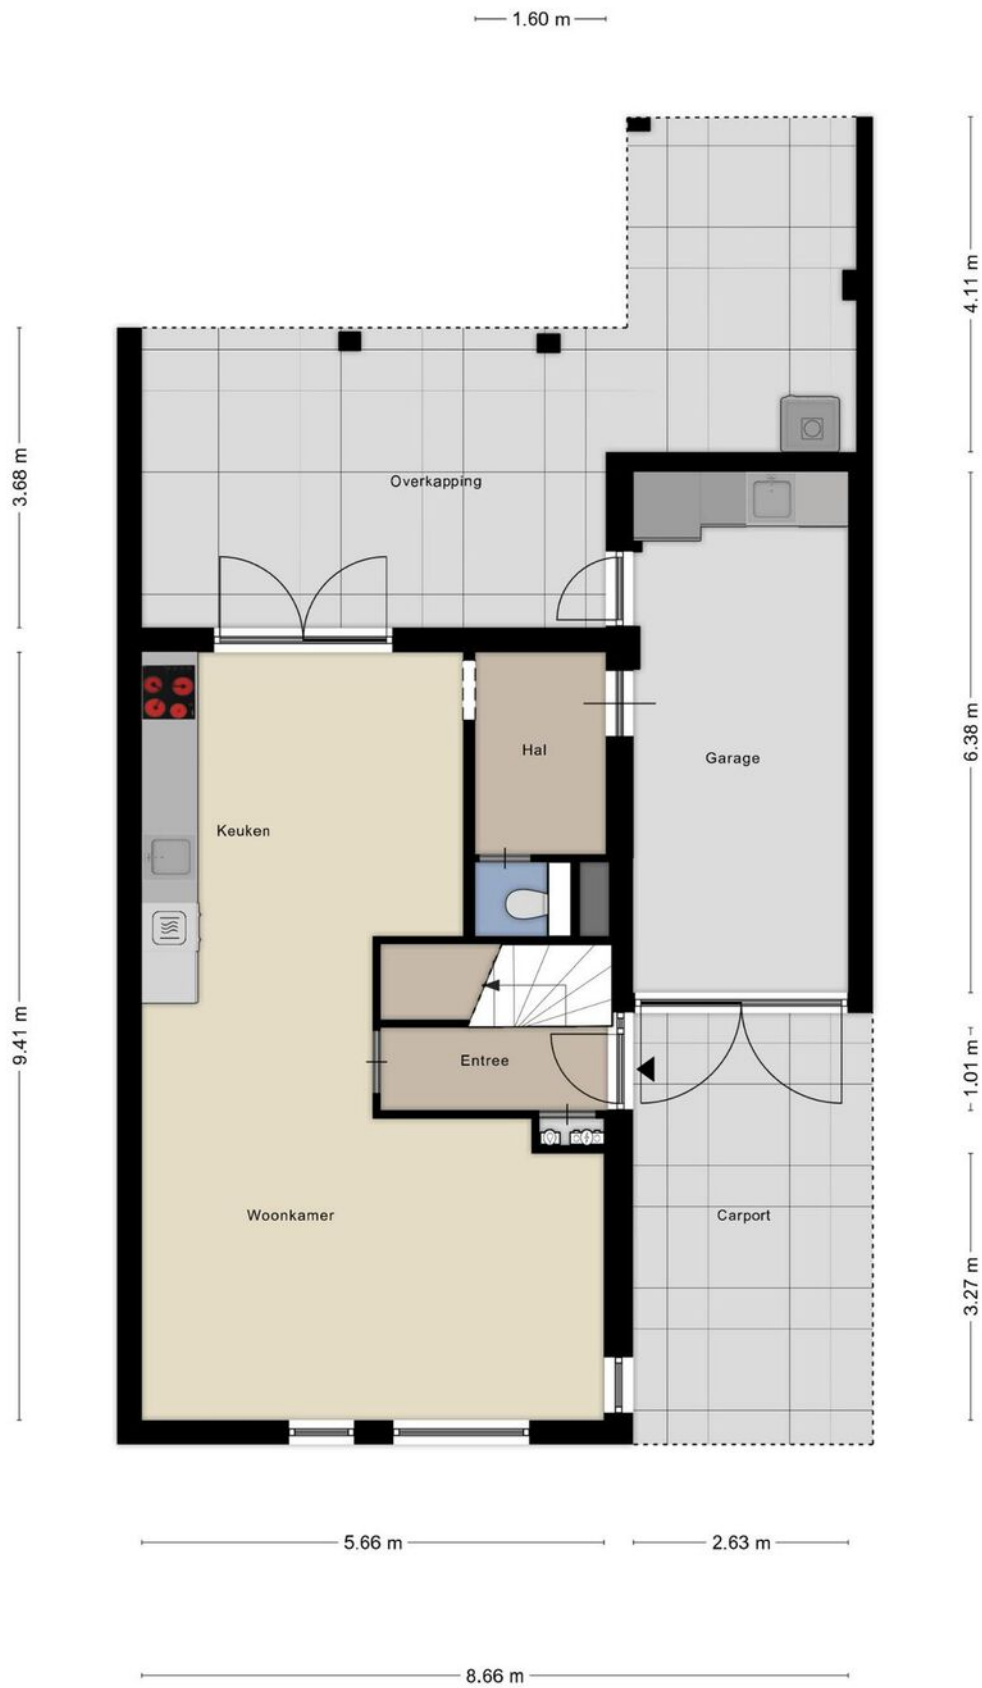 1.60 m
4.11 m
3.68 m
Overkapping
6.38 m
Hal
Garage
Keuken
9.41 m
Entree
1.01 m
Woonkamer
Carport
3.27 m
5.66 m
2.63 m
8.66 m